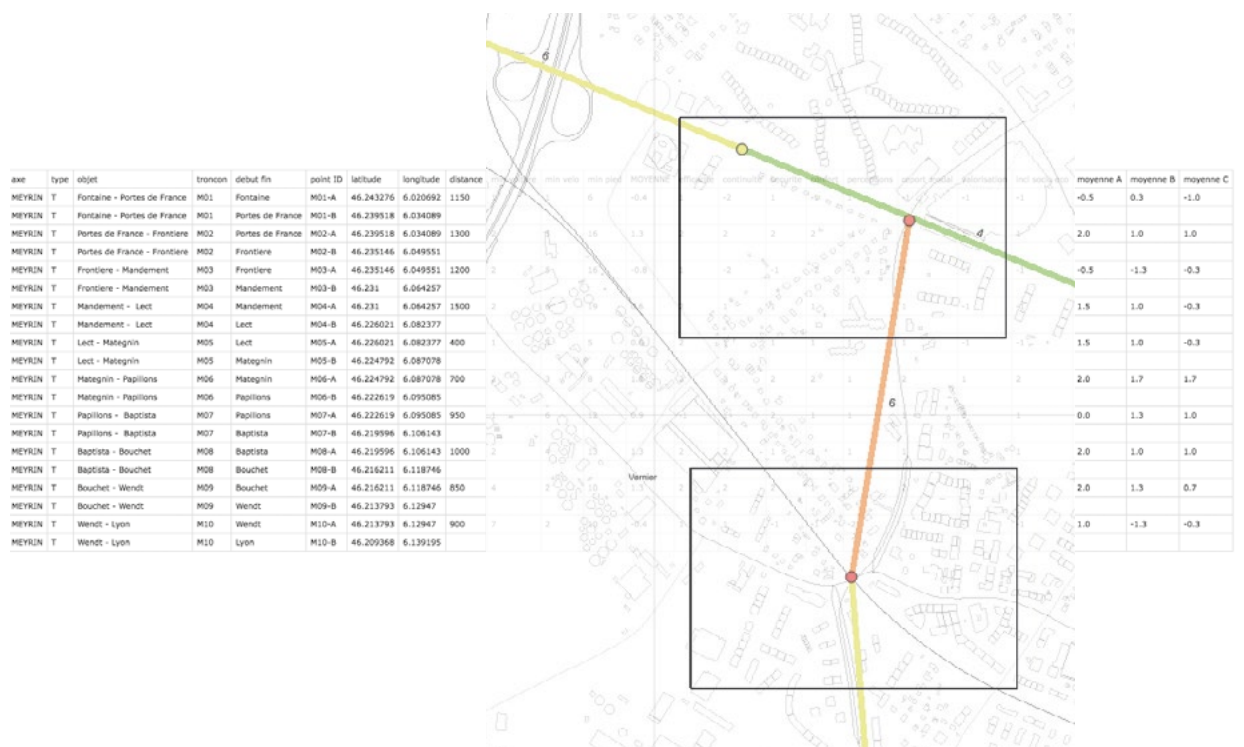 axe type objet troncon debut fin point ID latitude longitude distance moyenne A moyenne B moyenne C
MEYRIN T Fontaine - Portes de France M01 Fontaine M01-A 46.243276 6.020692 1150 -0.5 0.3 -1.0
MEYRIN T Fontaine - Portes de France M01 Portes de France M01-B 46.239518 6.034089
MEYRIN T Portes de France - Frontiere M02 Portes de France M02-A 46.239518 6.034089 1300 2.0 1.0 1.0
MEYRIN T Portes de France - Frontiere M02 Frontiere M02-B 46.235146 6.049551
MEYRIN T Frontiere - Mandement M03 Frontiere M03-A 46.235146 6.049551 1200 -0.5 -1.3 -0.3
MEYRIN T Frontiere - Mandement M03 Mandement M03-B 46.231 6.064257
MEYRIN T Mandement - Lect M04 Mandement M04-A 46.231 6.064257 1500 1.5 1.0 -0.3
MEYRIN T Mandement - Lect M04 Lect M04-B 46.226021 6.082377
MEYRIN T Lect - Mategnin M05 Lect M05-A 46.226021 6.082377 400 1.5 1.0 -0.3
MEYRIN T Lect - Mategnin M05 Mategnin M05-B 46.224792 6.087078
MEYRIN T Mategnin - Papillons M06 Mategnin M06-A 46.224792 6.087078 700 2.0 1.7 1.7
MEYRIN T Mategnin - Papillons M06 Papillons M06-B 46.222619 6.095085
MEYRIN T Papillons - Baptista M07 Papillons M07-A 46.222619 6.095085 950 0.0 1.3 1.0
MEYRIN T Papillons - Baptista M07 Baptista M07-B 46.219596 6.106143
MEYRIN T Baptista - Bouchet M08 Baptista M08-A 46.219596 6.106143 1000 2.0 1.0 1.0
MEYRIN T Baptista - Bouchet M08 Bouchet M08-B 46.216211 6.118746
MEYRIN T Bouchet - Wendt M09 Bouchet M09-A 46.216211 6.118746 850 2.0 1.3 0.7
MEYRIN T Bouchet - Wendt M09 Wendt M09-B 46.213793 6.12947
MEYRIN T Wendt - Lyon M10 Wendt M10-A 46.213793 6.12947 900 1.0 -1.3 -0.3
MEYRIN T Wendt - Lyon M10 Lyon M10-B 46.209368 6.139195
6
4
6
Vernier